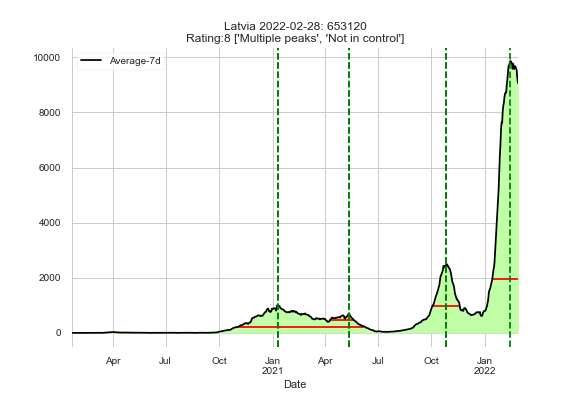 Latvia 2022-02-28: 653120
Rating:8 ['Multiple peaks', 'Not in control']
Average-7d
10000
8000
6000
4000
2000
0
Apr Jul Oct Jan Apr Jul Oct Jan
2021 2022
Date